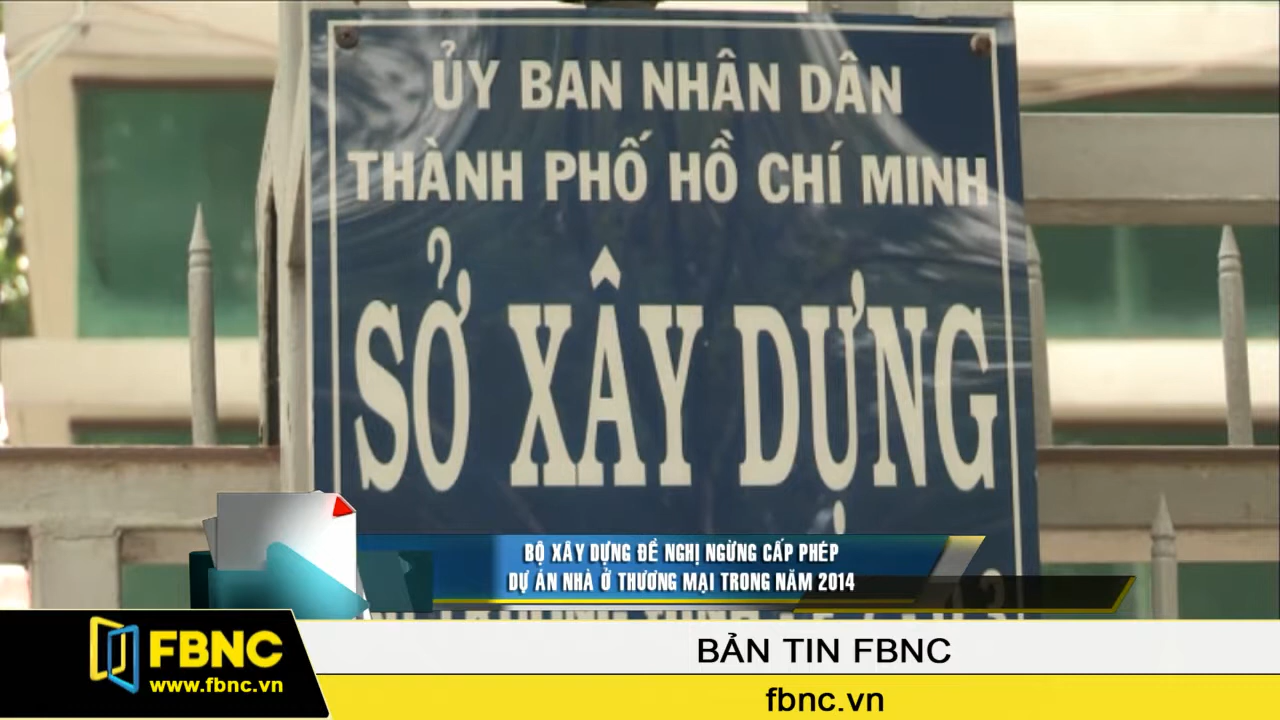 ỦY BAN NHÂN DÂN
THÀNH PHỐ HỒ CHÍ MINH
SỞ XÂY DỰNG
BỘ XÂY DỰNG ĐỀ NGHỊ NGỪNG CẤP PHÉP
DỰ ÁN NHÀ Ở THƯƠNG MẠI TRONG NĂM 2014
FBNC
www.fbnc.vn
BẢN TIN FBNC
fbnc.vn